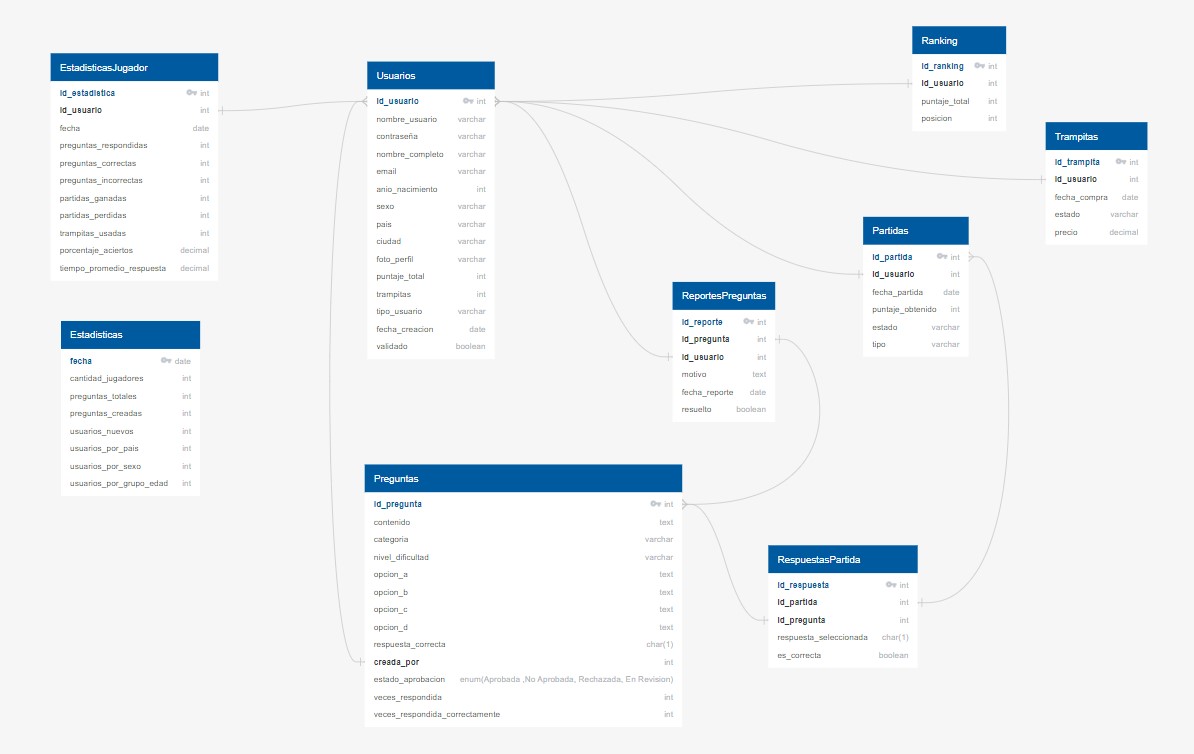 EstadisticasJugador
id_estadistica int
id_usuario int
fecha date
preguntas_respondidas int
preguntas_correctas int
preguntas_incorrectas int
partidas_ganadas int
partidas_perdidas int
trampitas_usadas int
porcentaje_aciertos decimal
tiempo_promedio_respuesta decimal
Estadisticas
fecha date
cantidad_jugadores int
preguntas_totales int
preguntas_creadas int
usuarios_nuevos int
usuarios_por_pais int
usuarios_por_sexo int
usuarios_por_grupo_edad int
Usuarios
id_usuario int
nombre_usuario varchar
contraseña varchar
nombre_completo varchar
email varchar
anio_nacimiento int
sexo varchar
pais varchar
ciudad varchar
foto_perfil varchar
puntaje_total int
trampitas int
tipo_usuario varchar
fecha_creacion date
validado boolean
Preguntas
id_pregunta int
contenido text
categoria varchar
nivel_dificultad varchar
opcion_a text
opcion_b text
opcion_c text
opcion_d text
respuesta_correcta char(1)
creada_por int
estado_aprobacion enum(Aprobada ,No Aprobada, Rechazada, En Revision)
veces_respondida int
veces_respondida_correctamente int
ReportesPreguntas
id_reporte int
id_pregunta int
id_usuario int
motivo text
fecha_reporte date
resuelto boolean
Ranking
id_ranking int
id_usuario int
puntaje_total int
posicion int
Trampitas
id_trampita int
id_usuario int
fecha_compra date
estado varchar
precio decimal
Partidas
id_partida int
id_usuario int
fecha_partida date
puntaje_obtenido int
estado varchar
tipo varchar
RespuestasPartida
id_respuesta int
id_partida int
id_pregunta int
respuesta_seleccionada char(1)
es_correcta boolean